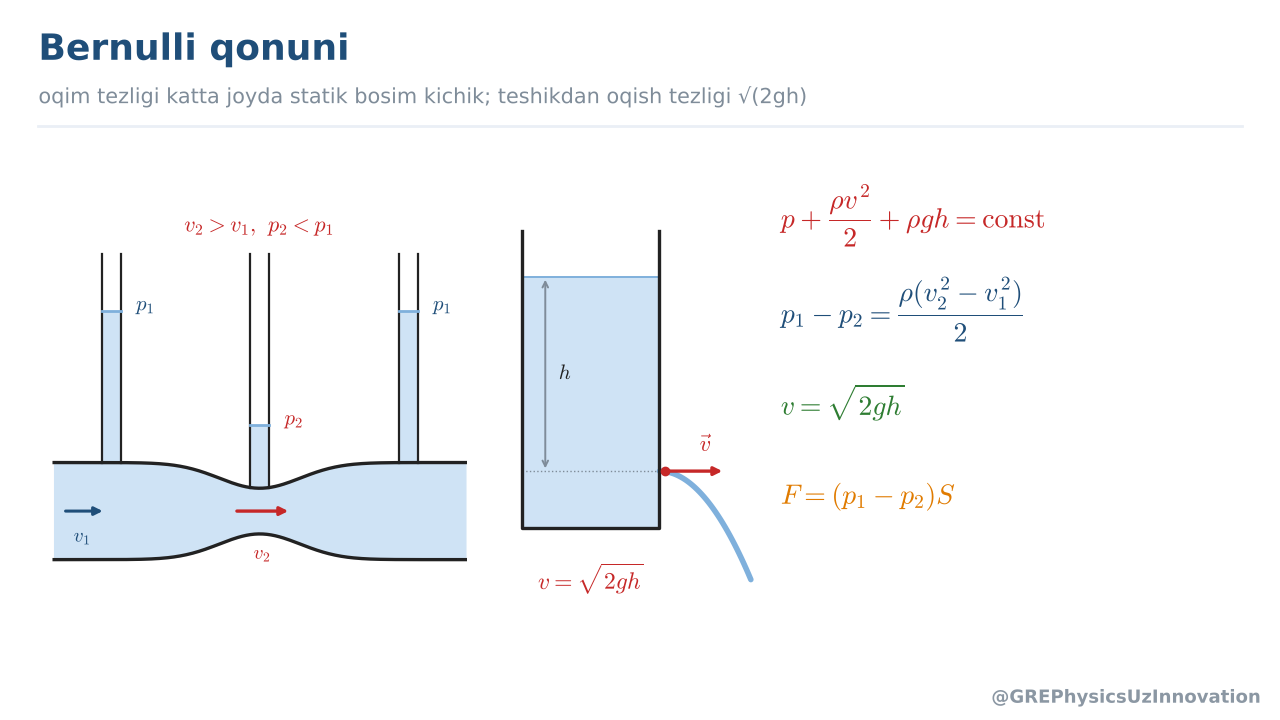 Bernulli qonuni
oqim tezligi katta joyda statik bosim kichik; teshikdan oqish tezligi √(2gh)
v₂ > v₁, p₂ < p₁
p₁
p₁
p₂
v₁
v₂
h
v⃗
v = √2gh
p + ρv²/2 + ρgh = const
p₁ − p₂ = ρ(v₂² − v₁²)/2
v = √2gh
F = (p₁ − p₂)S
@GREPhysicsUzInnovation